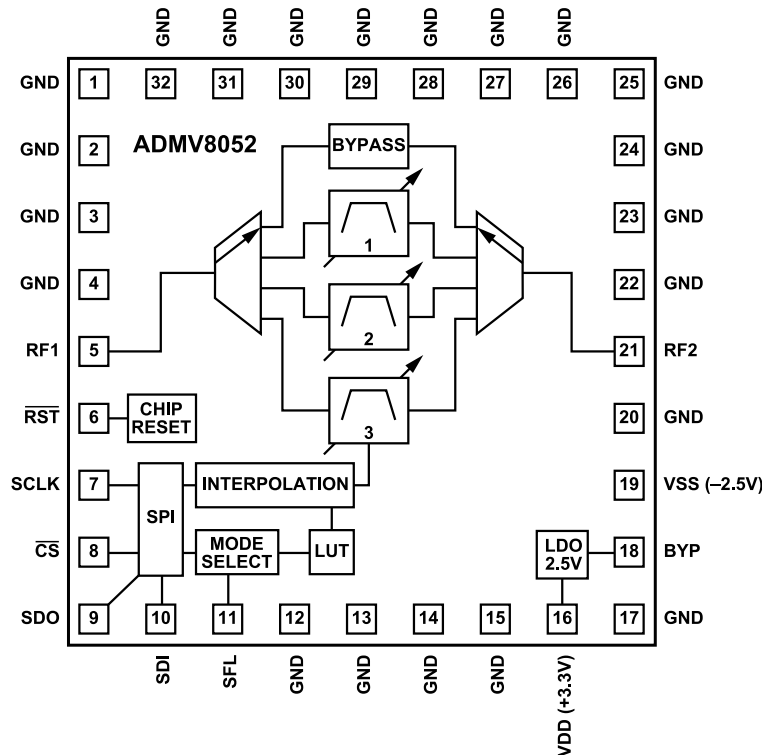 GND GND GND GND GND GND GND
GND 1 32 31 30 29 28 27 26 25 GND
GND 2 ADMV8052 BYPASS 24 GND
GND 3 1 23 GND
GND 4 2 22 GND
RF1 5 21 RF2
RST 6 CHIP RESET 3 20 GND
SCLK 7 SPI INTERPOLATION 19 VSS (–2.5V)
CS 8 MODE SELECT LUT LDO 2.5V 18 BYP
SDO 9 10 11 12 13 14 15 16 17 GND
SDI SFL GND GND GND GND VDD (+3.3V)